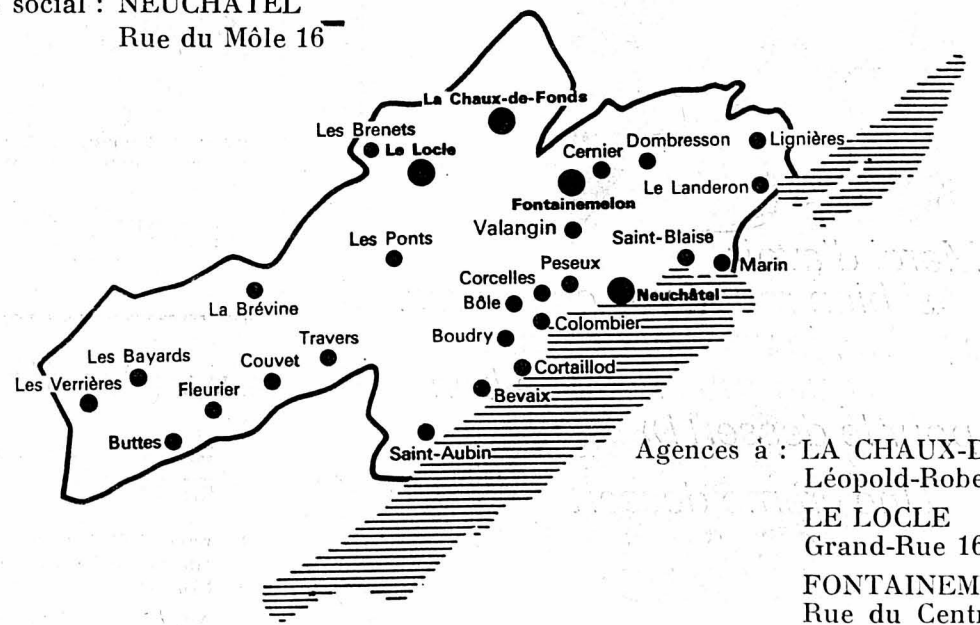 social : NEUCHÂTEL
Rue du Môle 16
La Chaux-de-Fonds
Les Brenets
Le Locle
Cernier
Dombresson
Lignières
Le Landeron
Fontainemelon
Valangin
Saint-Blaise
Marin
Les Ponts
Peseux
Corcelles
Neuchâtel
La Brévine
Bôle
Colombier
Boudry
Travers
Cortaillod
Les Bayards
Couvet
Les Verrières
Fleurier
Bevaix
Buttes
Saint-Aubin
Agences à : LA CHAUX-D
Léopold-Robe
LE LOCLE
Grand-Rue 16
FONTAINEM
Rue du Centr